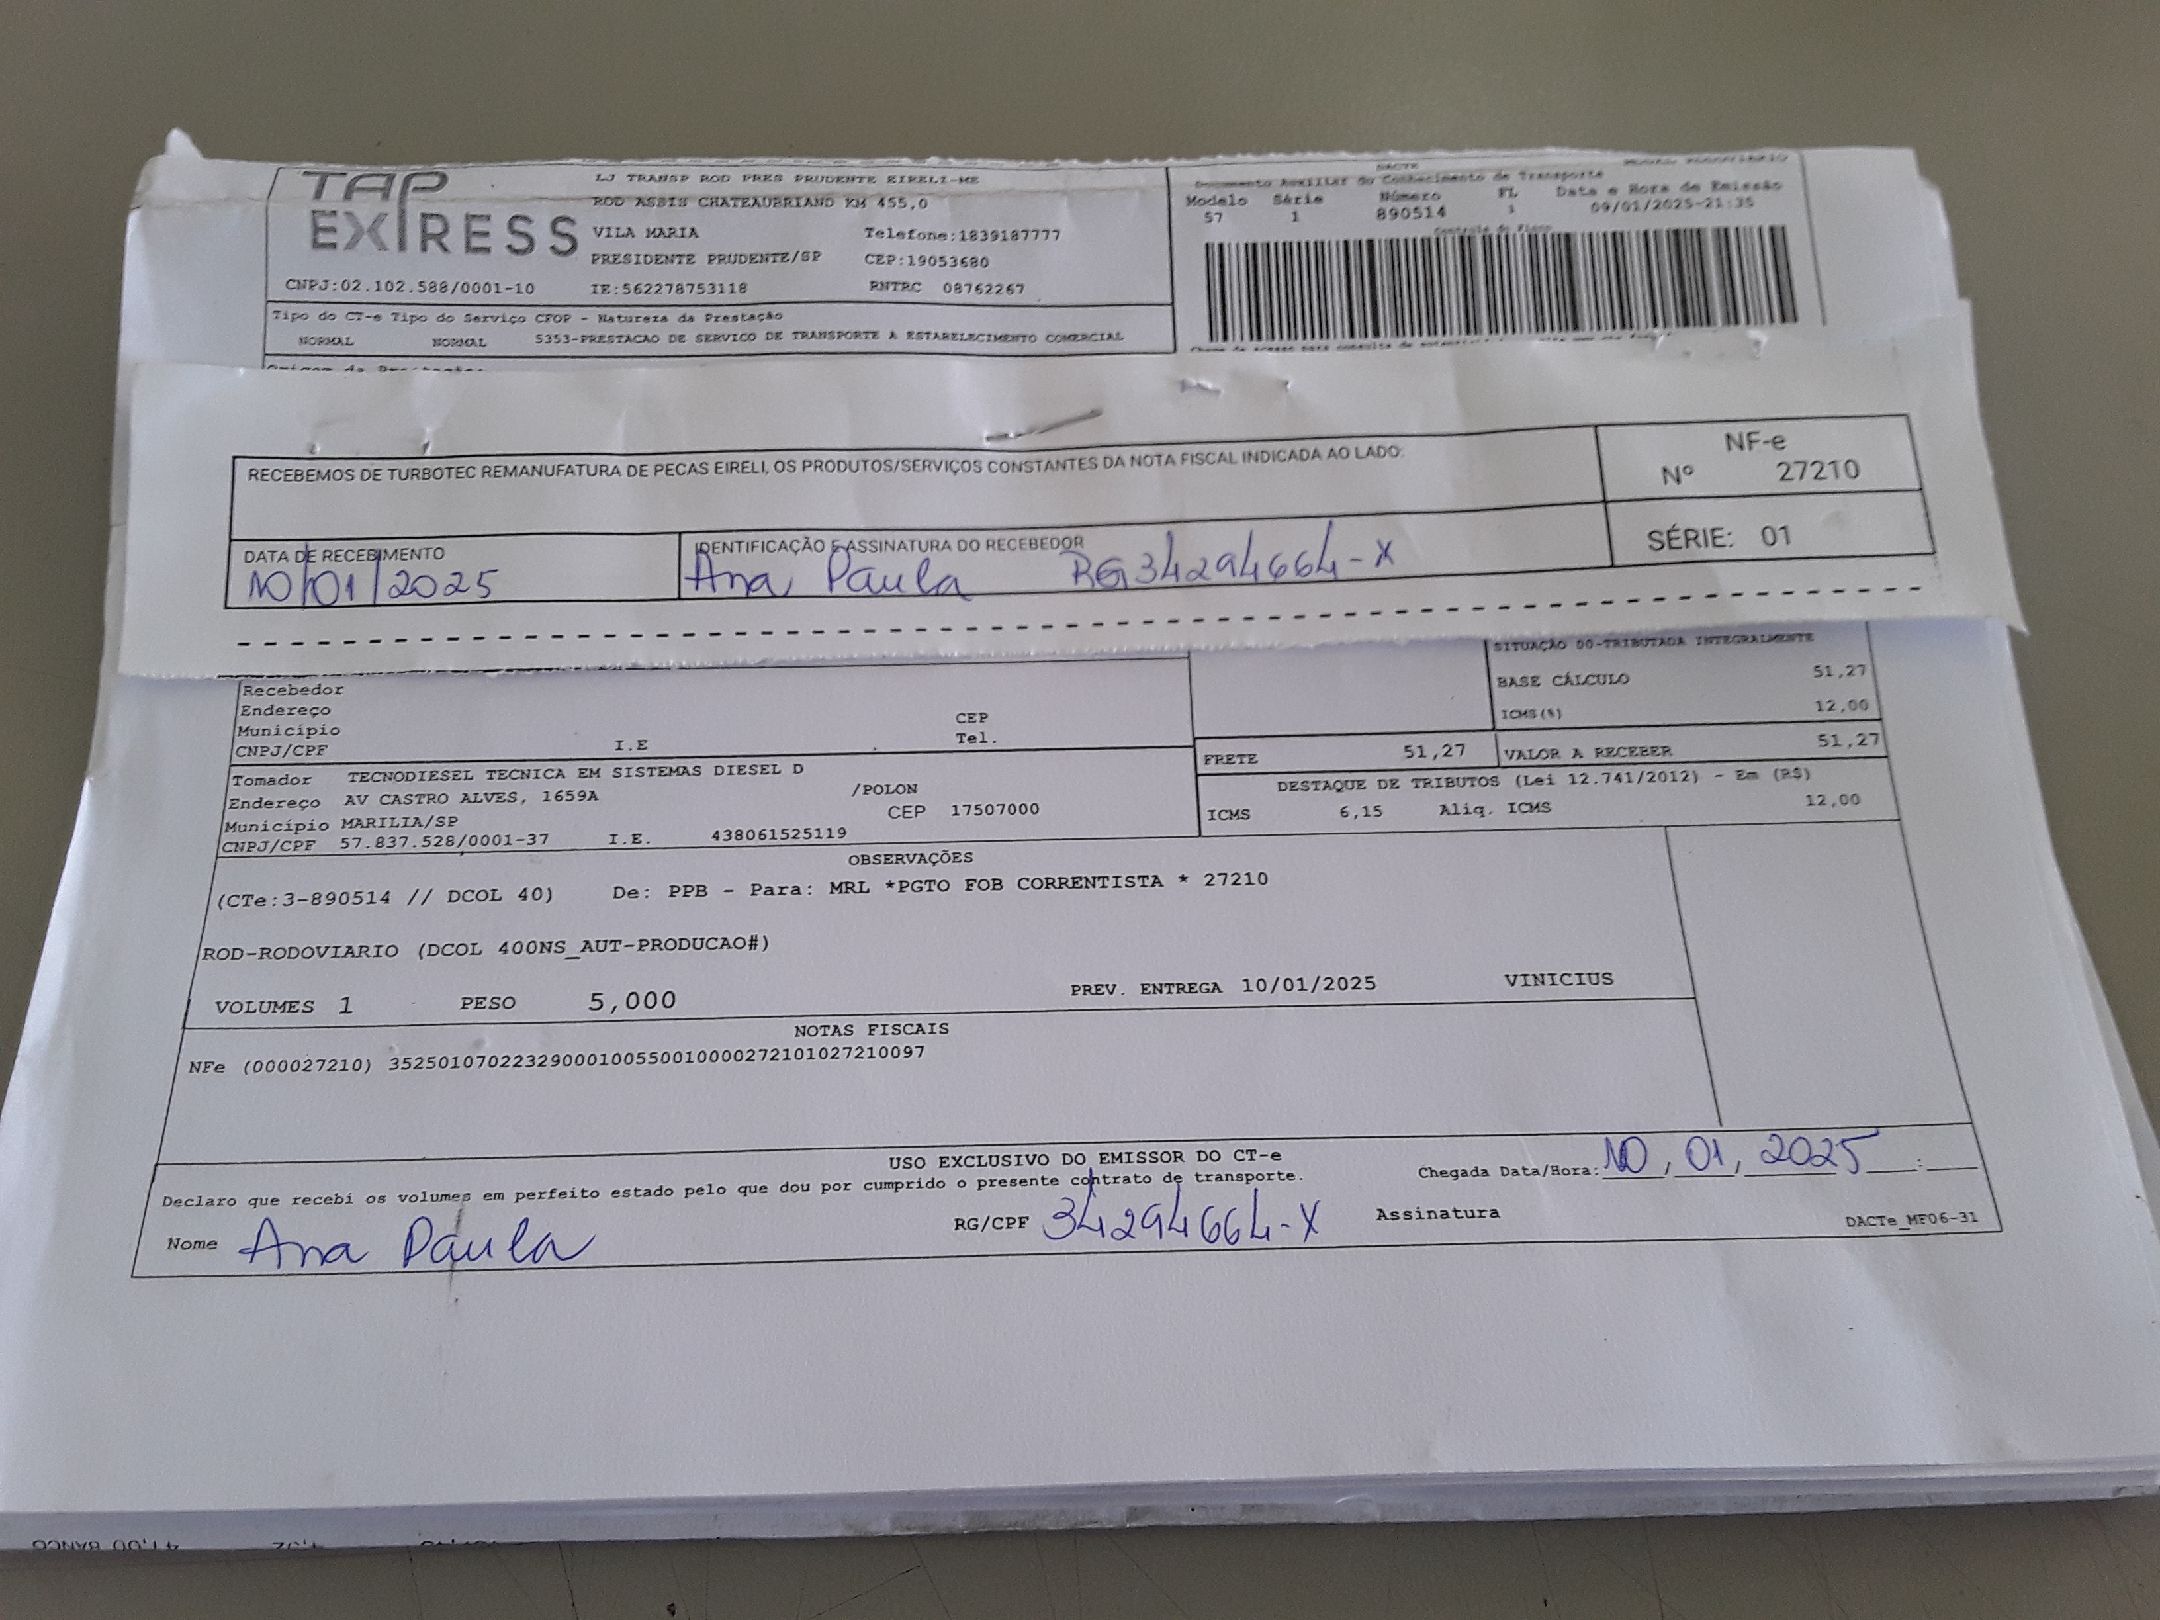 TAP EXPRESS
LJ TRANSP ROD PRES PRUDENTE EIRELI-ME
ROD ASSIS CHATEAUBRIAND KM 455,0
VILA MARIA Telefone:1839187777
PRESIDENTE PRUDENTE/SP CEP:19053680
CNPJ:02.102.588/0001-10 IE:562278753118 RNTRC 08762267
Tipo do CT-e Tipo do Serviço CFOP - Natureza da Prestação
NORMAL NORMAL 5353-PRESTACAO DE SERVICO DE TRANSPORTE A ESTABELECIMENTO COMERCIAL
DACTE
Documento Auxiliar do Conhecimento de Transporte
Modelo Série Número FL Data e Hora de Emissão
57 1 890514 1 09/01/2025-21:35
Controle do Fisco
RECEBEMOS DE TURBOTEC REMANUFATURA DE PECAS EIRELI, OS PRODUTOS/SERVIÇOS CONSTANTES DA NOTA FISCAL INDICADA AO LADO.
NF-e
Nº 27210
SÉRIE: 01
DATA DE RECEBIMENTO
10/01/2025
IDENTIFICAÇÃO E ASSINATURA DO RECEBEDOR
Ana Paula RG34294664-X
Recebedor
Endereço
Município CEP
CNPJ/CPF I.E Tel.
SITUAÇÃO 00-TRIBUTADA INTEGRALMENTE
BASE CÁLCULO 51,27
ICMS(%) 12,00
FRETE 51,27 VALOR A RECEBER 51,27
DESTAQUE DE TRIBUTOS (Lei 12.741/2012) - Em (R$)
ICMS 6,15 Aliq. ICMS 12,00
Tomador TECNODIESEL TECNICA EM SISTEMAS DIESEL D
Endereço AV CASTRO ALVES, 1659A /POLON
Município MARILIA/SP CEP 17507000
CNPJ/CPF 57.837.528/0001-37 I.E. 438061525119
OBSERVAÇÕES
(CTe:3-890514 // DCOL 40) De: PPB - Para: MRL *PGTO FOB CORRENTISTA * 27210
ROD-RODOVIARIO (DCOL 400NS_AUT-PRODUCAO#)
VOLUMES 1 PESO 5,000 PREV. ENTREGA 10/01/2025 VINICIUS
NOTAS FISCAIS
NFe (000027210) 35250107022329000100550010000272101027210097
USO EXCLUSIVO DO EMISSOR DO CT-e
Declaro que recebi os volumes em perfeito estado pelo que dou por cumprido o presente contrato de transporte.
Chegada Data/Hora: 10, 01, 2025 ___:___
Nome Ana Paula RG/CPF 34294664-X Assinatura
DACTe_MF06-31